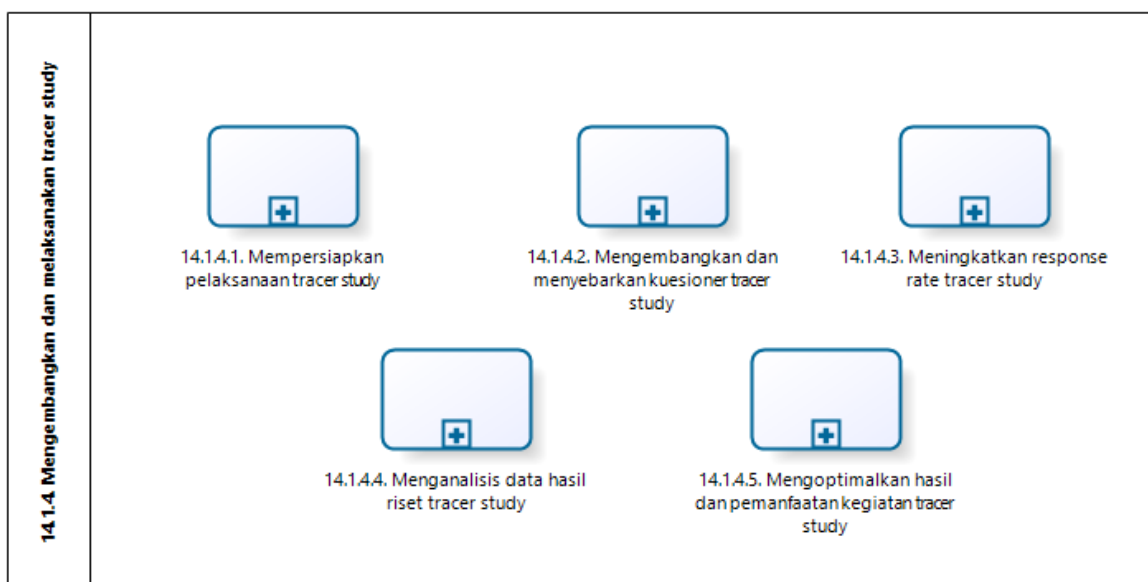 14.1.4. Mengembangkan dan melaksanakan tracer study
14.1.4.1. Mempersiapkan
pelaksanaan tracer study
14.1.4.2. Mengembangkan dan
menyebarkan kuesioner tracer
study
14.1.4.3. Meningkatkan response
rate tracer study
14.1.4.4. Menganalisis data hasil
riset tracer study
14.1.4.5. Mengoptimalkan hasil
dan pemanfaatan kegiatan tracer
study